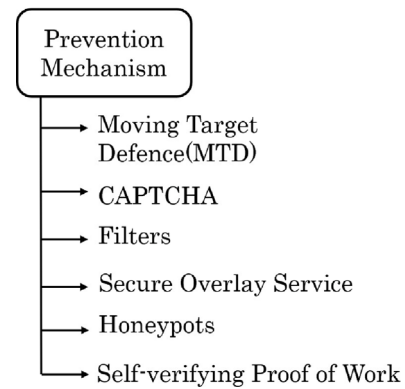 Prevention
Mechanism
Moving Target
Defence(MTD)
CAPTCHA
Filters
Secure Overlay Service
Honeypots
Self-verifying Proof of Work